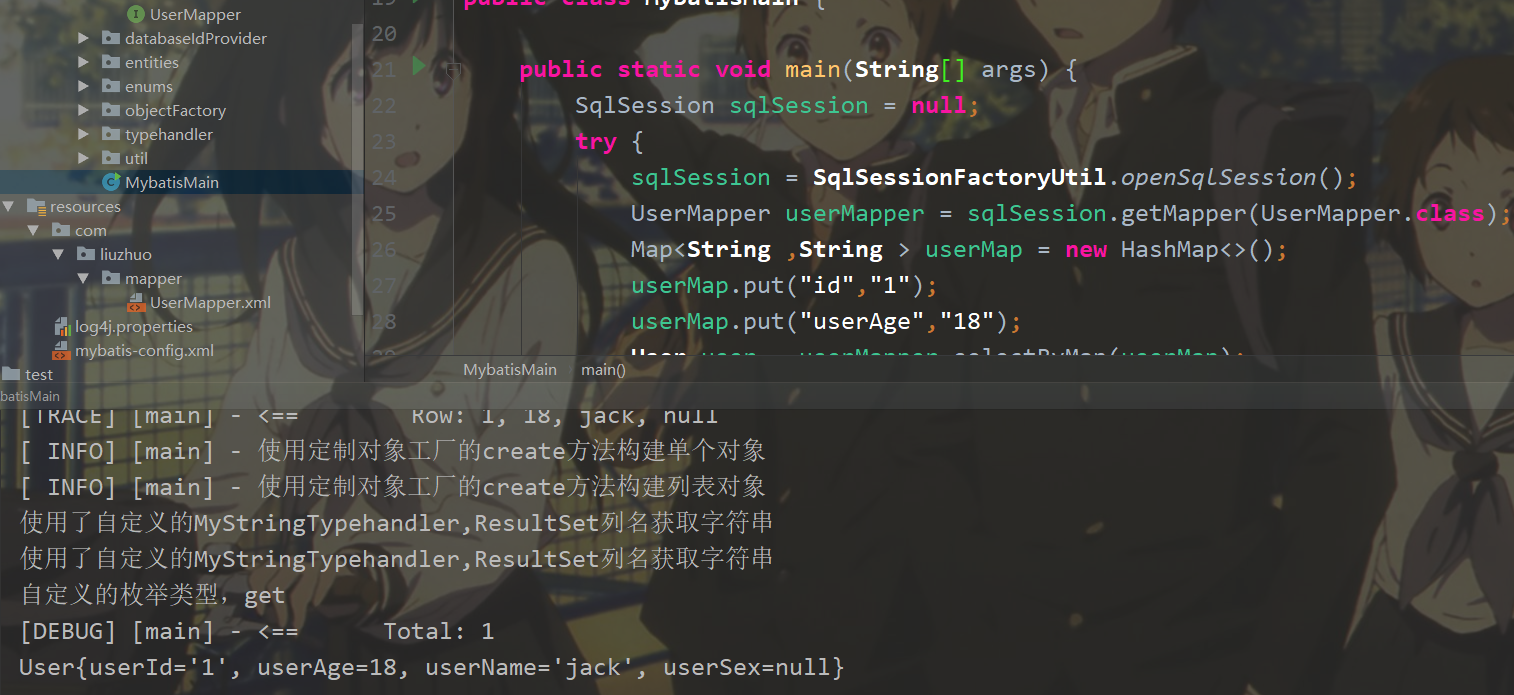 UserMapper
databaseIdProvider
entities
enums
objectFactory
typehandler
util
MybatisMain
resources
com
liuzhuo
mapper
UserMapper.xml
log4j.properties
mybatis-config.xml
test
batisMain
19 public class MybatisMain {
20
21 public static void main(String[] args) {
22 SqlSession sqlSession = null;
23 try {
24 sqlSession = SqlSessionFactoryUtil.openSqlSession();
25 UserMapper userMapper = sqlSession.getMapper(UserMapper.class);
26 Map<String ,String > userMap = new HashMap<>();
27 userMap.put("id","1");
28 userMap.put("userAge","18");
29 User user = userMapper.selectByMap(userMap);
MybatisMain main()
[TRACE] [main] - <== Row: 1, 18, jack, null
[ INFO] [main] - 使用定制对象工厂的create方法构建单个对象
[ INFO] [main] - 使用定制对象工厂的create方法构建列表对象
使用了自定义的MyStringTypehandler,ResultSet列名获取字符串
使用了自定义的MyStringTypehandler,ResultSet列名获取字符串
自定义的枚举类型，get
[DEBUG] [main] - <== Total: 1
User{userId='1', userAge=18, userName='jack', userSex=null}